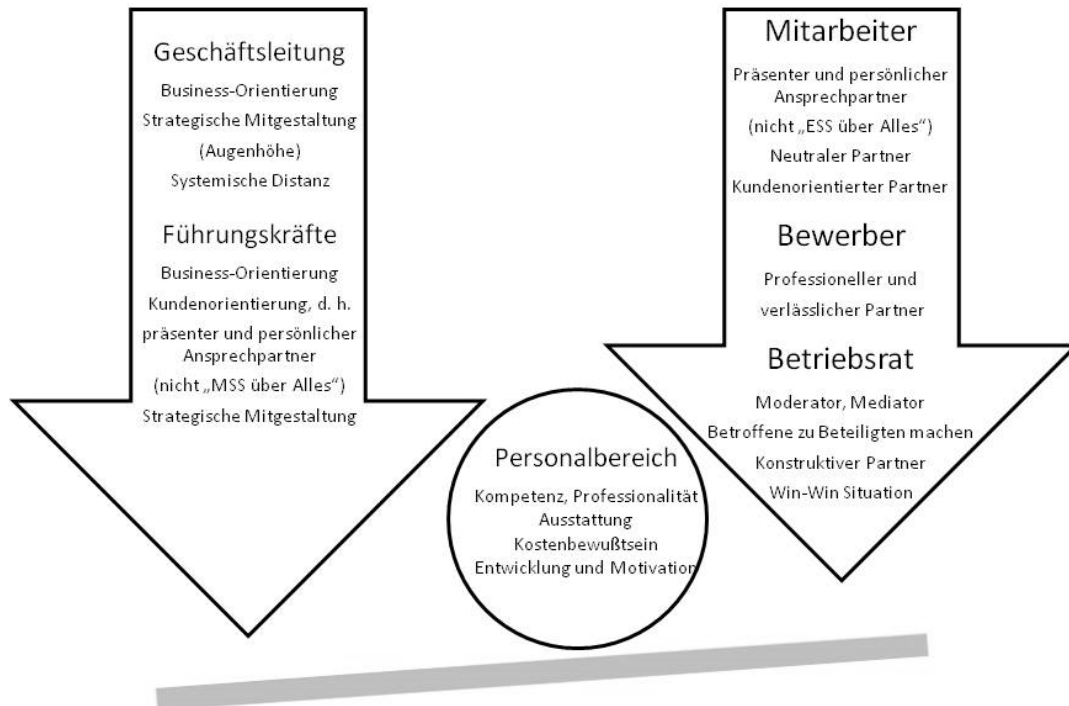 Geschäftsleitung
Business-Orientierung
Strategische Mitgestaltung
(Augenhöhe)
Systemische Distanz
Führungskräfte
Business-Orientierung
Kundenorientierung, d. h.
präsenter und persönlicher
Ansprechpartner
(nicht „MSS über Alles“)
Strategische Mitgestaltung
Personalbereich
Kompetenz, Professionalität
Ausstattung
Kostenbewußtsein
Entwicklung und Motivation
Mitarbeiter
Präsenter und persönlicher
Ansprechpartner
(nicht „ESS über Alles“)
Neutraler Partner
Kundenorientierter Partner
Bewerber
Professioneller und
verlässlicher Partner
Betriebsrat
Moderator, Mediator
Betroffene zu Beteiligten machen
Konstruktiver Partner
Win-Win Situation